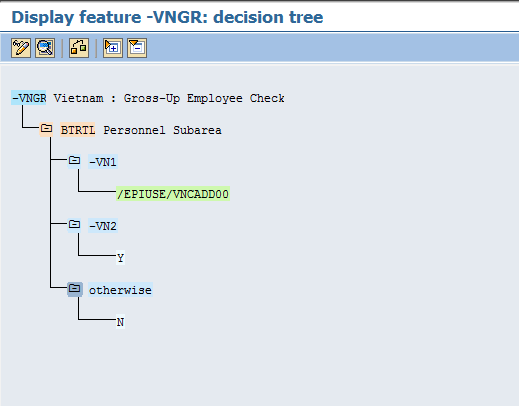 Display feature -VNGR: decision tree
-VNGR Vietnam : Gross-Up Employee Check
BTRTL Personnel Subarea
-VN1
/EPIUSE/VNCADD00
-VN2
Y
otherwise
N